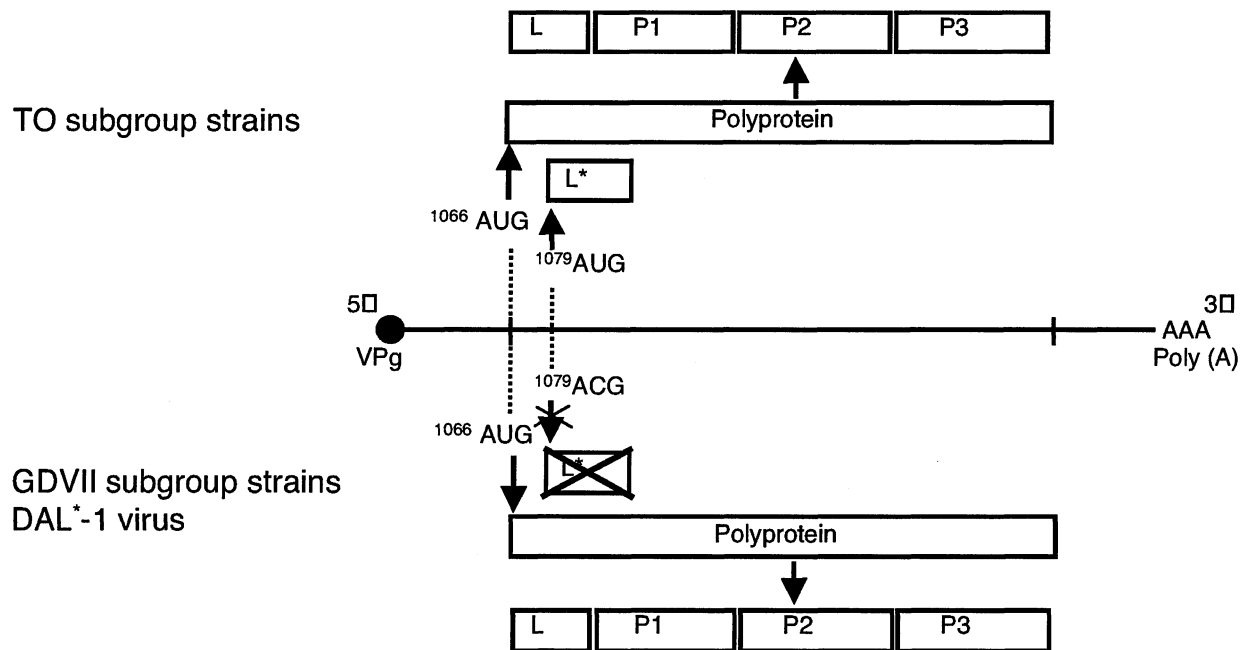 L P1 P2 P3
TO subgroup strains
Polyprotein
L*
1066 AUG
1079AUG
5□ 3□
VPg
AAA
Poly (A)
1079ACG
1066 AUG
L*
GDVII subgroup strains
DAL*-1 virus
Polyprotein
L P1 P2 P3